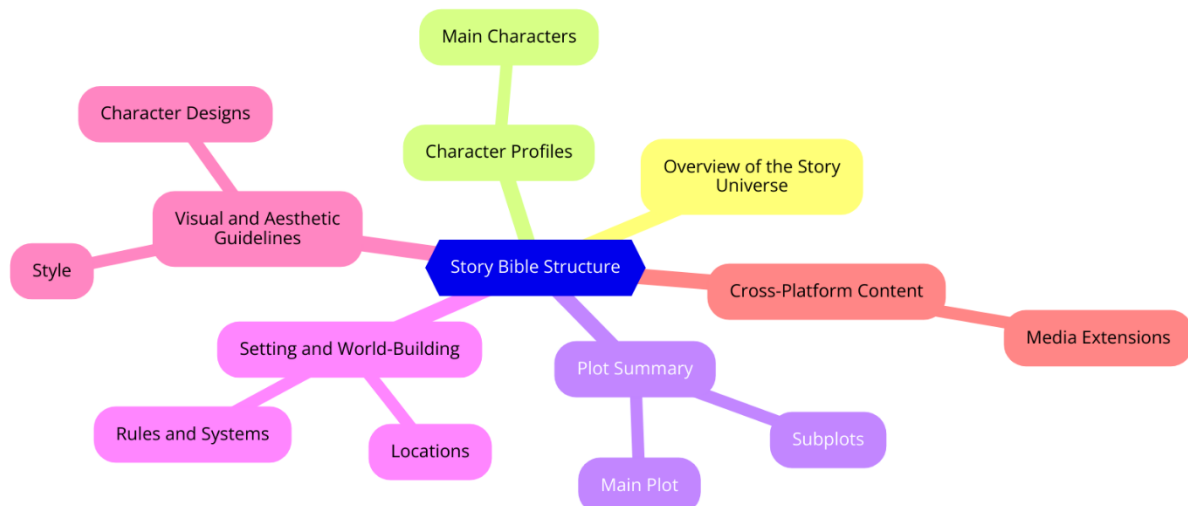 Main Characters
Character Designs
Character Profiles
Overview of the Story
Universe
Visual and Aesthetic
Guidelines
Style
Story Bible Structure
Cross-Platform Content
Media Extensions
Setting and World-Building
Plot Summary
Rules and Systems
Locations
Subplots
Main Plot